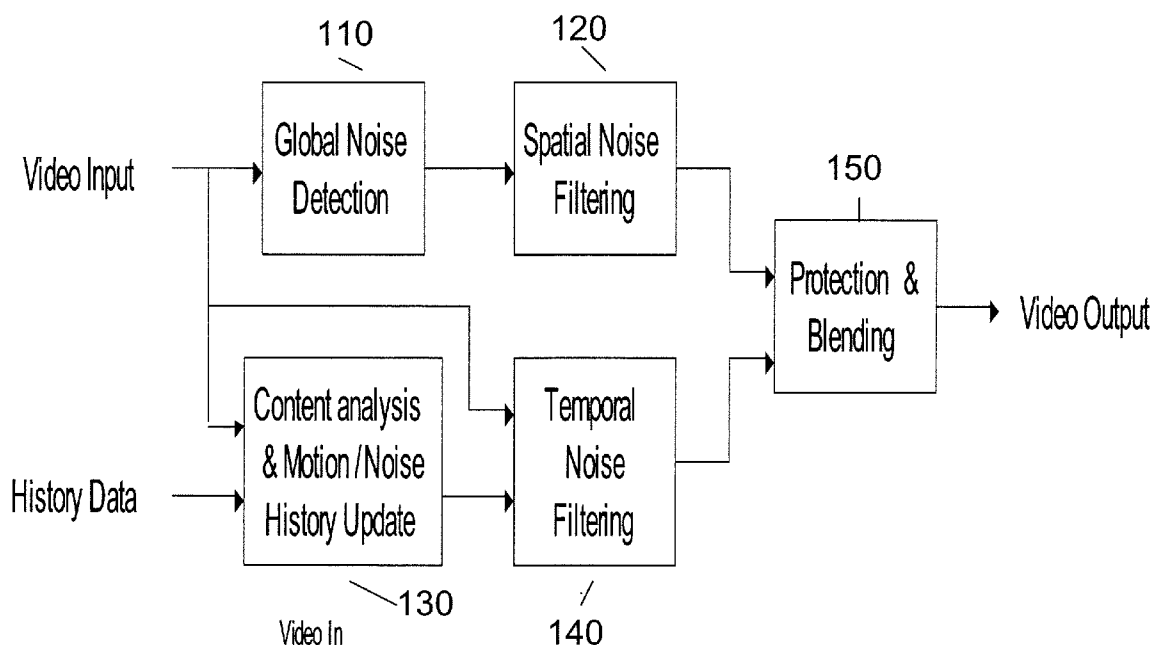 110
120
Global Noise
Detection
Spatial Noise
Filtering
Video Input
150
Protection &
Blending
Video Output
Content analysis
& Motion / Noise
History Update
Temporal
Noise
Filtering
History Data
130
140
Video In